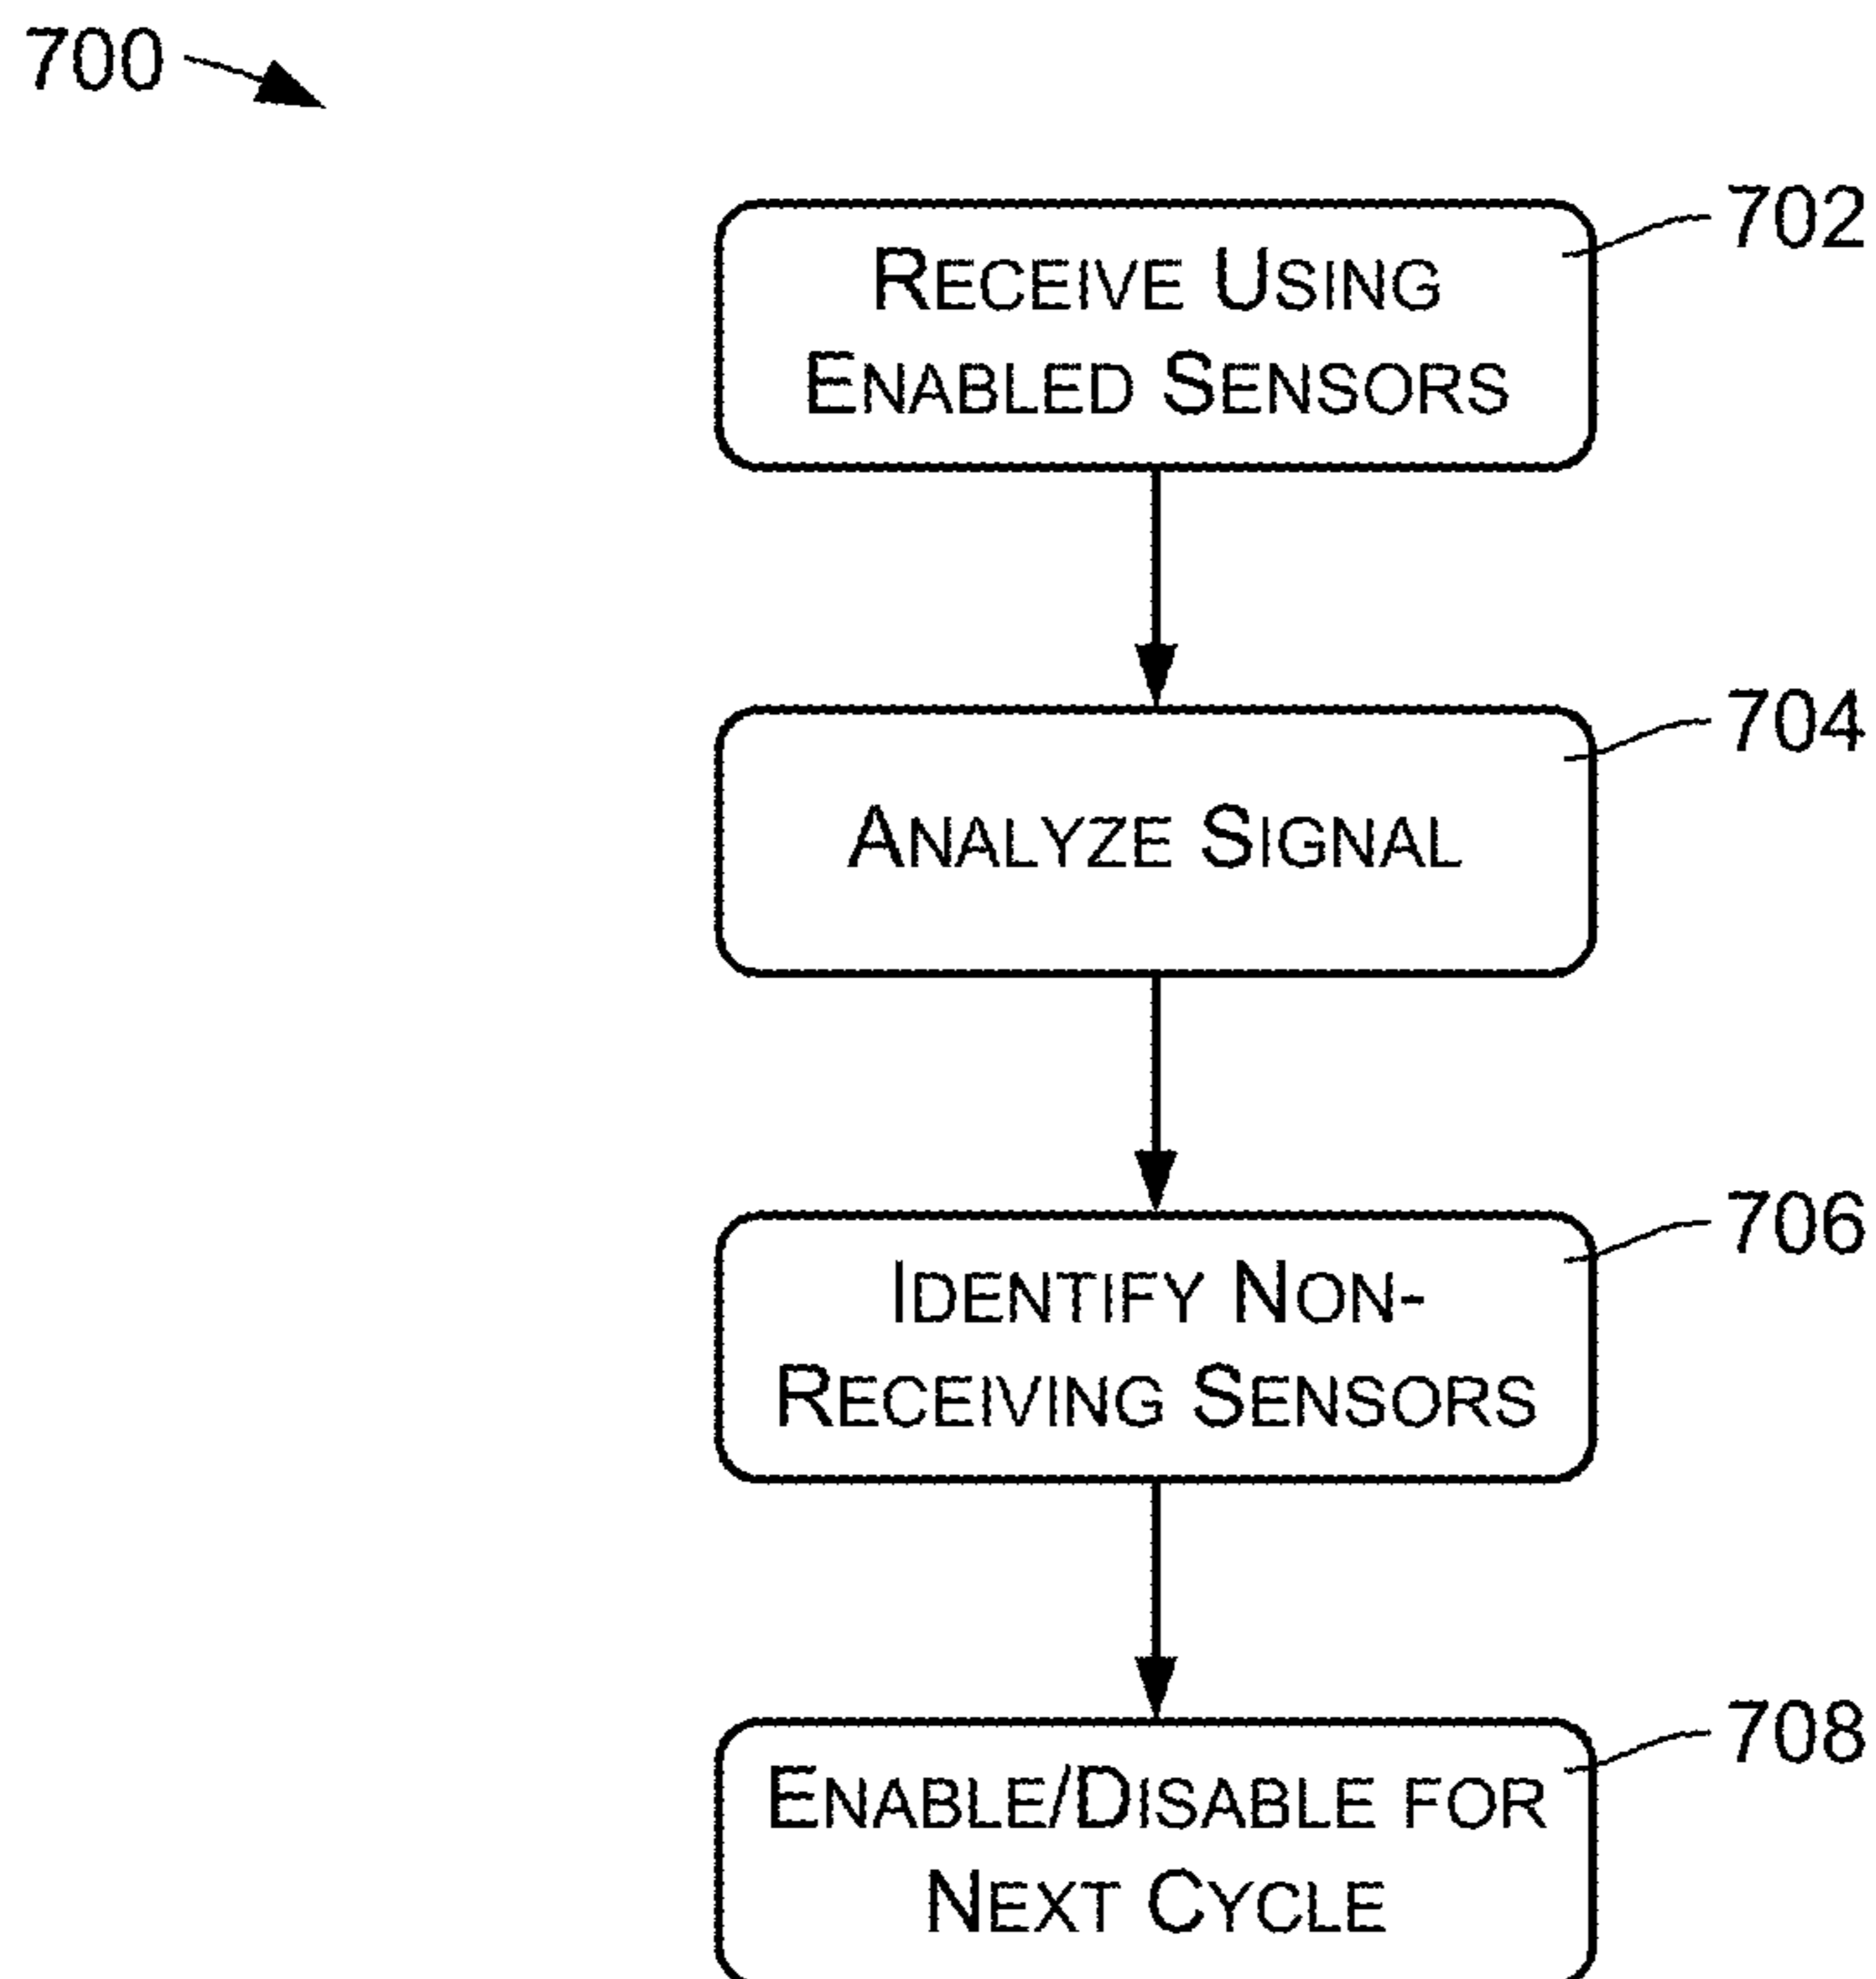 700
702
RECEIVE USING
ENABLED SENSORS
704
ANALYZE SIGNAL
706
IDENTIFY NON-
RECEIVING SENSORS
708
ENABLE/DISABLE FOR
NEXT CYCLE